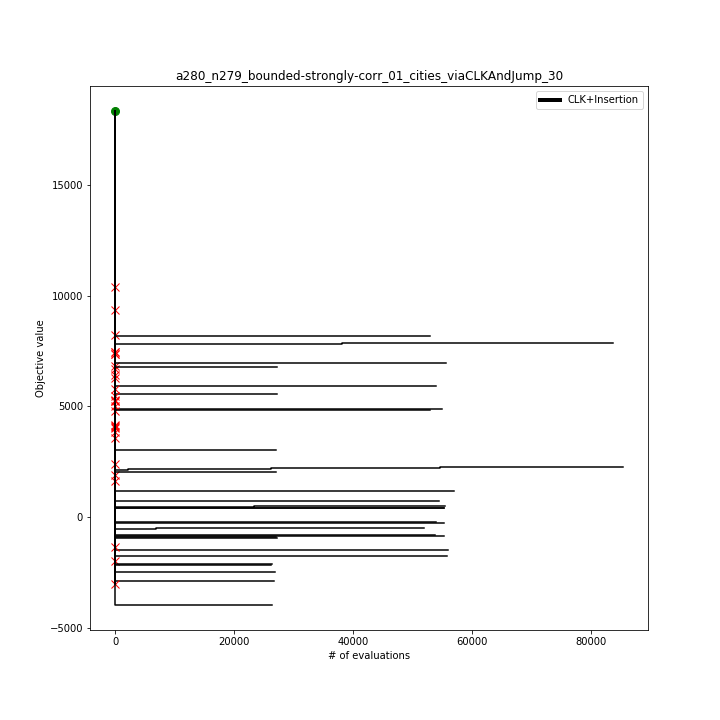 a280_n279_bounded-strongly-corr_01_cities_viaCLKAndJump_30
CLK+Insertion
15000
10000
5000
0
−5000
Objective value
0 20000 40000 60000 80000
# of evaluations